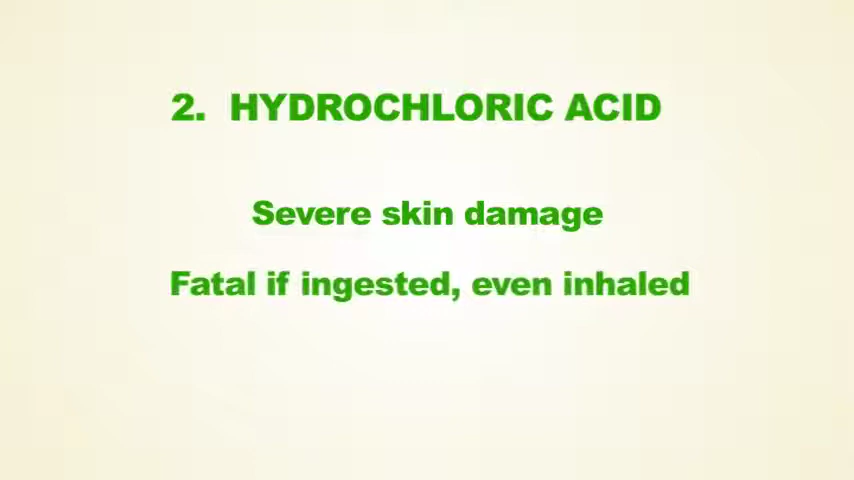 2. HYDROCHLORIC ACID
Severe skin damage
Fatal if ingested, even inhaled